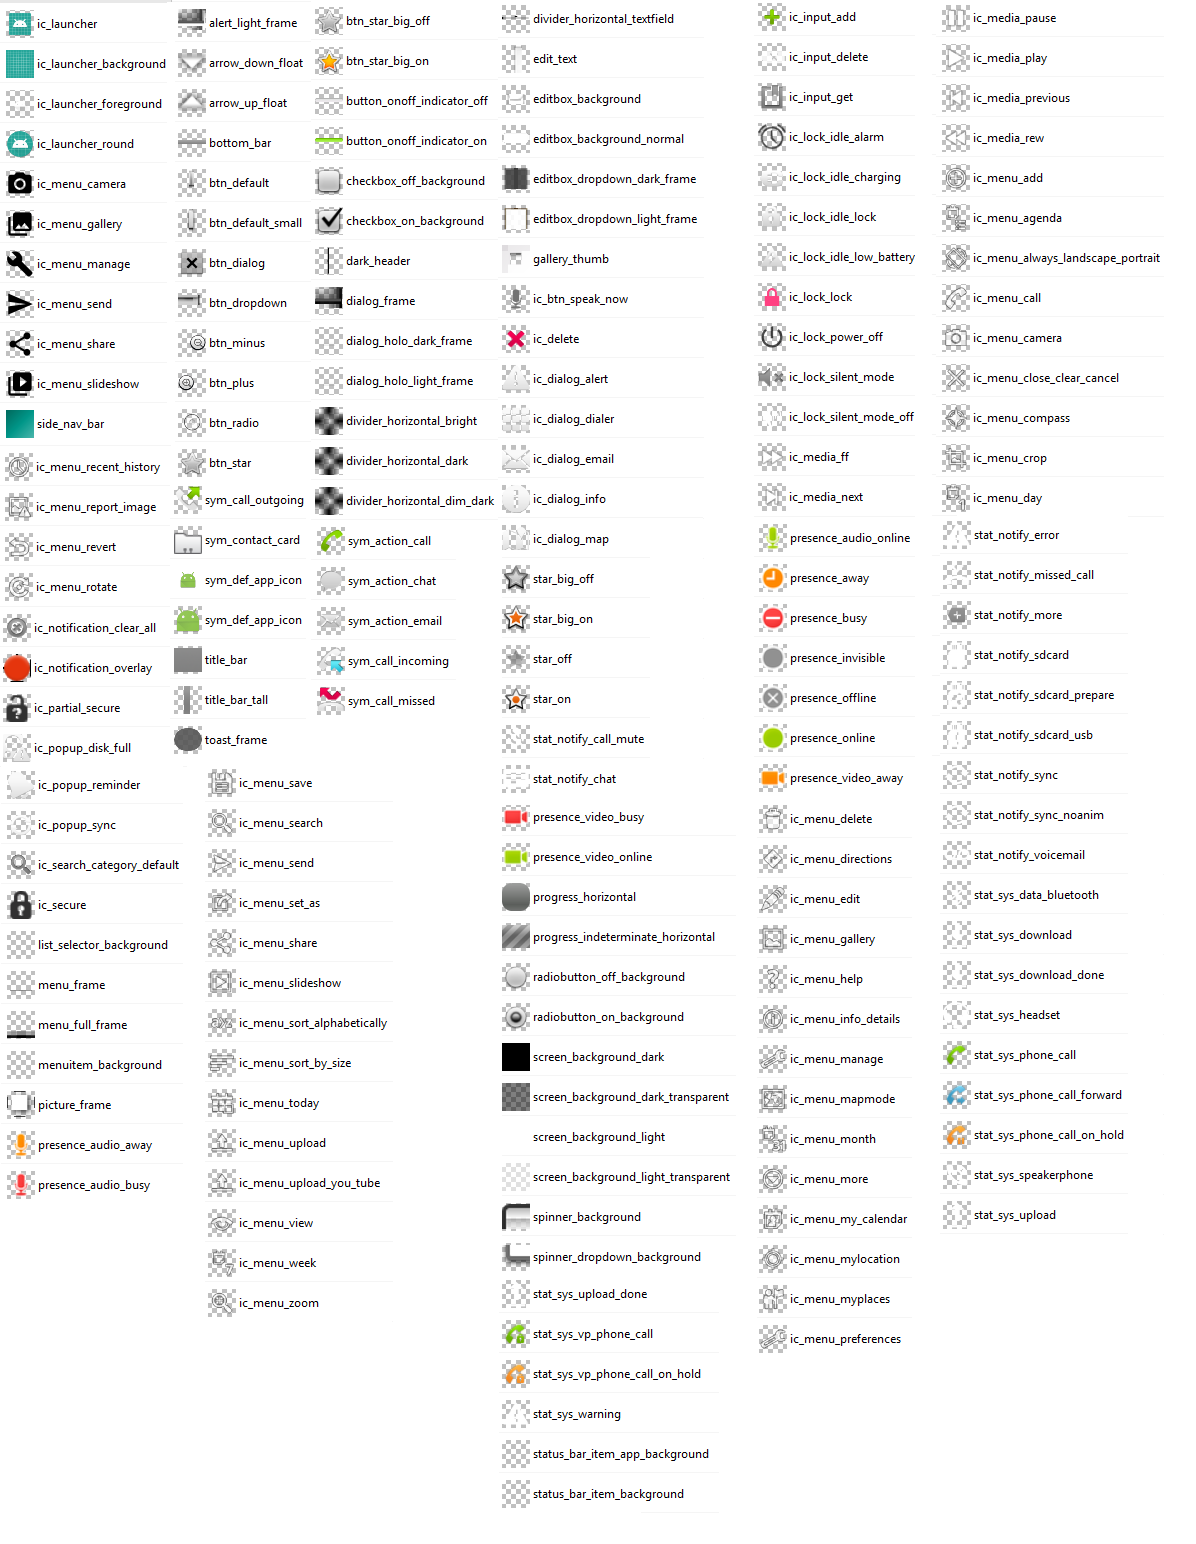 ic_launcher
ic_launcher_background
ic_launcher_foreground
ic_launcher_round
ic_menu_camera
ic_menu_gallery
ic_menu_manage
ic_menu_send
ic_menu_share
ic_menu_slideshow
side_nav_bar
ic_menu_recent_history
ic_menu_report_image
ic_menu_revert
ic_menu_rotate
ic_notification_clear_all
ic_notification_overlay
ic_partial_secure
ic_popup_disk_full
ic_popup_reminder
ic_popup_sync
ic_search_category_default
ic_secure
list_selector_background
menu_frame
menu_full_frame
menuitem_background
picture_frame
presence_audio_away
presence_audio_busy
alert_light_frame
arrow_down_float
arrow_up_float
bottom_bar
btn_default
btn_default_small
btn_dialog
btn_dropdown
btn_minus
btn_plus
btn_radio
btn_star
sym_call_outgoing
sym_contact_card
sym_def_app_icon
sym_def_app_icon
title_bar
title_bar_tall
toast_frame
ic_menu_save
ic_menu_search
ic_menu_send
ic_menu_set_as
ic_menu_share
ic_menu_slideshow
ic_menu_sort_alphabetically
ic_menu_sort_by_size
ic_menu_today
ic_menu_upload
ic_menu_upload_you_tube
ic_menu_view
ic_menu_week
ic_menu_zoom
btn_star_big_off
btn_star_big_on
button_onoff_indicator_off
button_onoff_indicator_on
checkbox_off_background
checkbox_on_background
dark_header
dialog_frame
dialog_holo_dark_frame
dialog_holo_light_frame
divider_horizontal_bright
divider_horizontal_dark
divider_horizontal_dim_dark
sym_action_call
sym_action_chat
sym_action_email
sym_call_incoming
sym_call_missed
divider_horizontal_textfield
edit_text
editbox_background
editbox_background_normal
editbox_dropdown_dark_frame
editbox_dropdown_light_frame
gallery_thumb
ic_btn_speak_now
ic_delete
ic_dialog_alert
ic_dialog_dialer
ic_dialog_email
ic_dialog_info
ic_dialog_map
star_big_off
star_big_on
star_off
star_on
stat_notify_call_mute
stat_notify_chat
presence_video_busy
presence_video_online
progress_horizontal
progress_indeterminate_horizontal
radiobutton_off_background
radiobutton_on_background
screen_background_dark
screen_background_dark_transparent
screen_background_light
screen_background_light_transparent
spinner_background
spinner_dropdown_background
stat_sys_upload_done
stat_sys_vp_phone_call
stat_sys_vp_phone_call_on_hold
stat_sys_warning
status_bar_item_app_background
status_bar_item_background
ic_input_add
ic_input_delete
ic_input_get
ic_lock_idle_alarm
ic_lock_idle_charging
ic_lock_idle_lock
ic_lock_idle_low_battery
ic_lock_lock
ic_lock_power_off
ic_lock_silent_mode
ic_lock_silent_mode_off
ic_media_ff
ic_media_next
presence_audio_online
presence_away
presence_busy
presence_invisible
presence_offline
presence_online
presence_video_away
ic_menu_delete
ic_menu_directions
ic_menu_edit
ic_menu_gallery
ic_menu_help
ic_menu_info_details
ic_menu_manage
ic_menu_mapmode
ic_menu_month
ic_menu_more
ic_menu_my_calendar
ic_menu_mylocation
ic_menu_myplaces
ic_menu_preferences
ic_media_pause
ic_media_play
ic_media_previous
ic_media_rew
ic_menu_add
ic_menu_agenda
ic_menu_always_landscape_portrait
ic_menu_call
ic_menu_camera
ic_menu_close_clear_cancel
ic_menu_compass
ic_menu_crop
ic_menu_day
stat_notify_error
stat_notify_missed_call
stat_notify_more
stat_notify_sdcard
stat_notify_sdcard_prepare
stat_notify_sdcard_usb
stat_notify_sync
stat_notify_sync_noanim
stat_notify_voicemail
stat_sys_data_bluetooth
stat_sys_download
stat_sys_download_done
stat_sys_headset
stat_sys_phone_call
stat_sys_phone_call_forward
stat_sys_phone_call_on_hold
stat_sys_speakerphone
stat_sys_upload